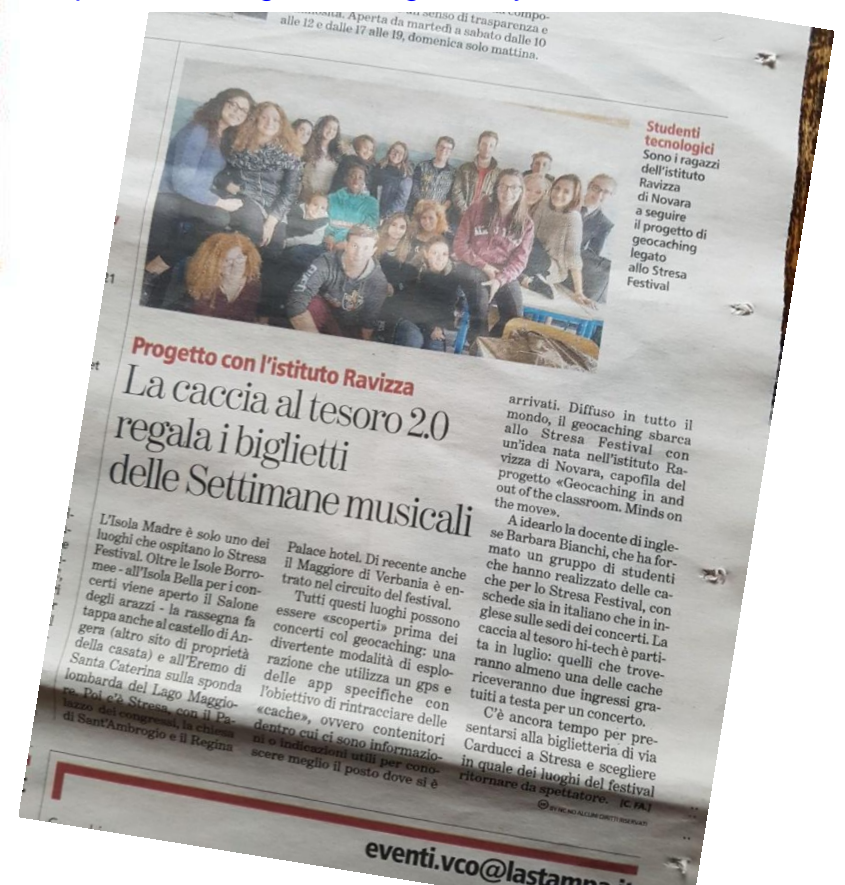 senso di trasparenza e
Aperta da martedì a sabato dalle 10
alle 12 e dalle 17 alle 19, domenica solo mattina.
Studenti
tecnologici
Sono i ragazzi
dell'istituto
Ravizza
di Novara
a seguire
il progetto di
geocaching
legato
allo Stresa
Festival
Progetto con l'istituto Ravizza
La caccia al tesoro 2.0
regala i biglietti
delle Settimane musicali
L'Isola Madre è solo uno dei
luoghi che ospitano lo Stresa
Festival. Oltre le Isole Borro-
mee - all'Isola Bella per i con-
certi viene aperto il Salone
degli arazzi - la rassegna fa
tappa anche al castello di An-
gera (altro sito di proprietà
della casata) e all'Eremo di
Santa Caterina sulla sponda
lombarda del Lago Maggio-
re. Poi c'è Stresa, con il Pa-
lazzo dei congressi, la chiesa
di Sant'Ambrogio e il Regina
Palace hotel. Di recente anche
il Maggiore di Verbania è en-
trato nel circuito del festival.
Tutti questi luoghi possono
essere «scoperti» prima dei
concerti col geocaching: una
divertente modalità di esplo-
razione che utilizza un gps e
delle app specifiche con
l'obiettivo di rintracciare delle
«cache», ovvero contenitori
dentro cui ci sono informazio-
ni o indicazioni utili per cono-
scere meglio il posto dove si è
arrivati. Diffuso in tutto il
mondo, il geocaching sbarca
allo Stresa Festival con
un'idea nata nell'istituto Ra-
vizza di Novara, capofila del
progetto «Geocaching in and
out of the classroom. Minds on
the move».
A idearlo la docente di ingle-
se Barbara Bianchi, che ha for-
mato un gruppo di studenti
che hanno realizzato delle ca-
che per lo Stresa Festival, con
schede sia in italiano che in in-
glese sulle sedi dei concerti. La
caccia al tesoro hi-tech è parti-
ta in luglio: quelli che trove-
ranno almeno una delle cache
riceveranno due ingressi gra-
tuiti a testa per un concerto.
C'è ancora tempo per pre-
sentarsi alla biglietteria di via
Carducci a Stresa e scegliere
in quale dei luoghi del festival
ritornare da spettatore. [C. FA.]
BY NC ND ALCUNI DIRITTI RISERVATI
eventi.vco@lastampa.it